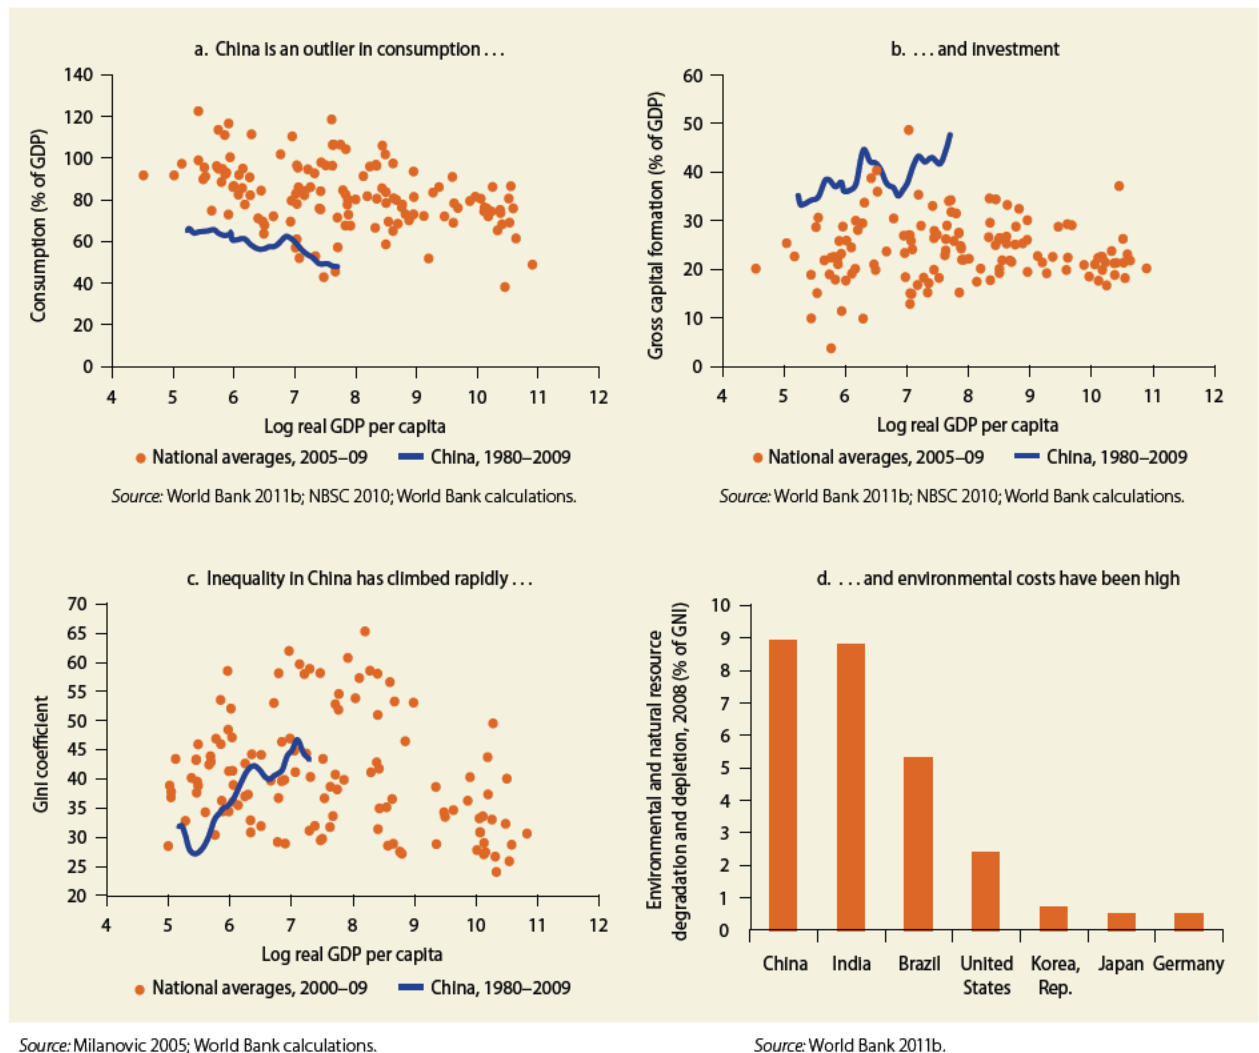 a. China is an outlier in consumption . . .
Consumption (% of GDP)
140
120
100
80
60
40
20
0
4 5 6 7 8 9 10 11 12
Log real GDP per capita
National averages, 2005–09 China, 1980–2009
Source: World Bank 2011b; NBSC 2010; World Bank calculations.
b. . . . and investment
Gross capital formation (% of GDP)
60
50
40
30
20
10
0
4 5 6 7 8 9 10 11 12
Log real GDP per capita
National averages, 2005–09 China, 1980–2009
Source: World Bank 2011b; NBSC 2010; World Bank calculations.
c. Inequality in China has climbed rapidly . . .
Gini coefficient
70
65
60
55
50
45
40
35
30
25
20
4 5 6 7 8 9 10 11 12
Log real GDP per capita
National averages, 2000–09 China, 1980–2009
Source: Milanovic 2005; World Bank calculations.
d. . . . and environmental costs have been high
Environmental and natural resource
degradation and depletion, 2008 (% of GNI)
10
9
8
7
6
5
4
3
2
1
0
China India Brazil United States Korea, Rep. Japan Germany
Source: World Bank 2011b.